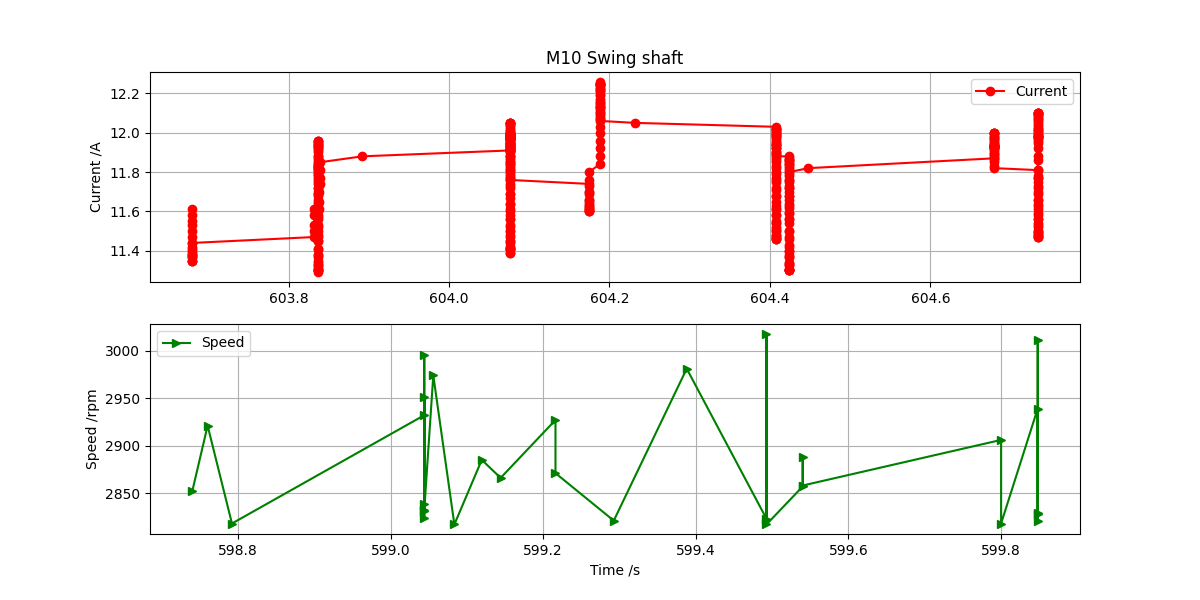 M10 Swing shaft
Current /A
12.2
12.0
11.8
11.6
11.4
Current
603.8 604.0 604.2 604.4 604.6
Speed /rpm
3000
2950
2900
2850
Speed
598.8 599.0 599.2 599.4 599.6 599.8
Time /s